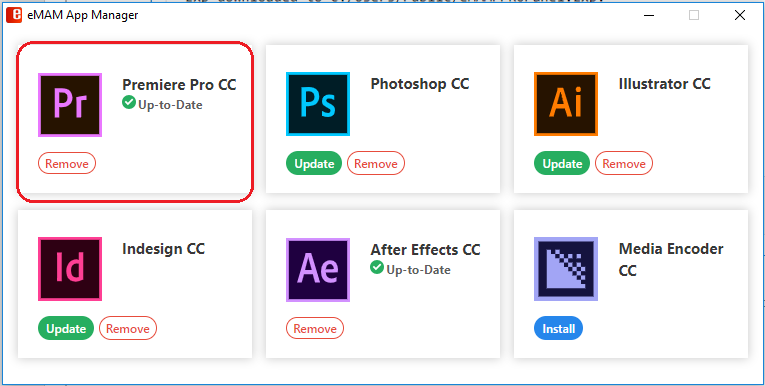 eMAM App Manager
Premiere Pro CC
Up-to-Date
Pr
Remove
Photoshop CC
Ps
Update Remove
Illustrator CC
Ai
Update Remove
Indesign CC
Id
Update Remove
After Effects CC
Up-to-Date
Ae
Remove
Media Encoder
CC
Install